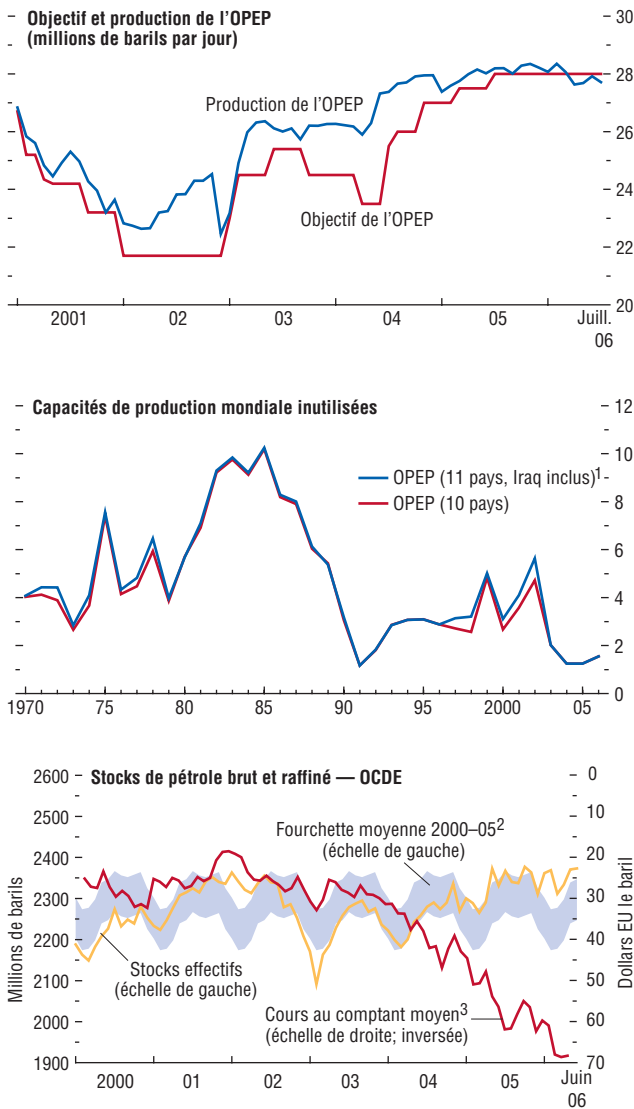 Objectif et production de l'OPEP
(millions de barils par jour)
30
28
26
24
22
20
Production de l'OPEP
Objectif de l'OPEP
2001
02
03
04
05
Juill.
06
Capacités de production mondiale inutilisées
12
10
8
6
4
2
0
OPEP (11 pays, Iraq inclus)¹
OPEP (10 pays)
1970
75
80
85
90
95
2000
05
Stocks de pétrole brut et raffiné — OCDE
2600
2500
2400
2350
2300
2200
2100
2000
1900
Millions de barils
0
10
20
30
40
50
60
70
Dollars EU le baril
Fourchette moyenne 2000–05²
(échelle de gauche)
Stocks effectifs
(échelle de gauche)
Cours au comptant moyen³
(échelle de droite; inversée)
2000
01
02
03
04
05
Juin
06